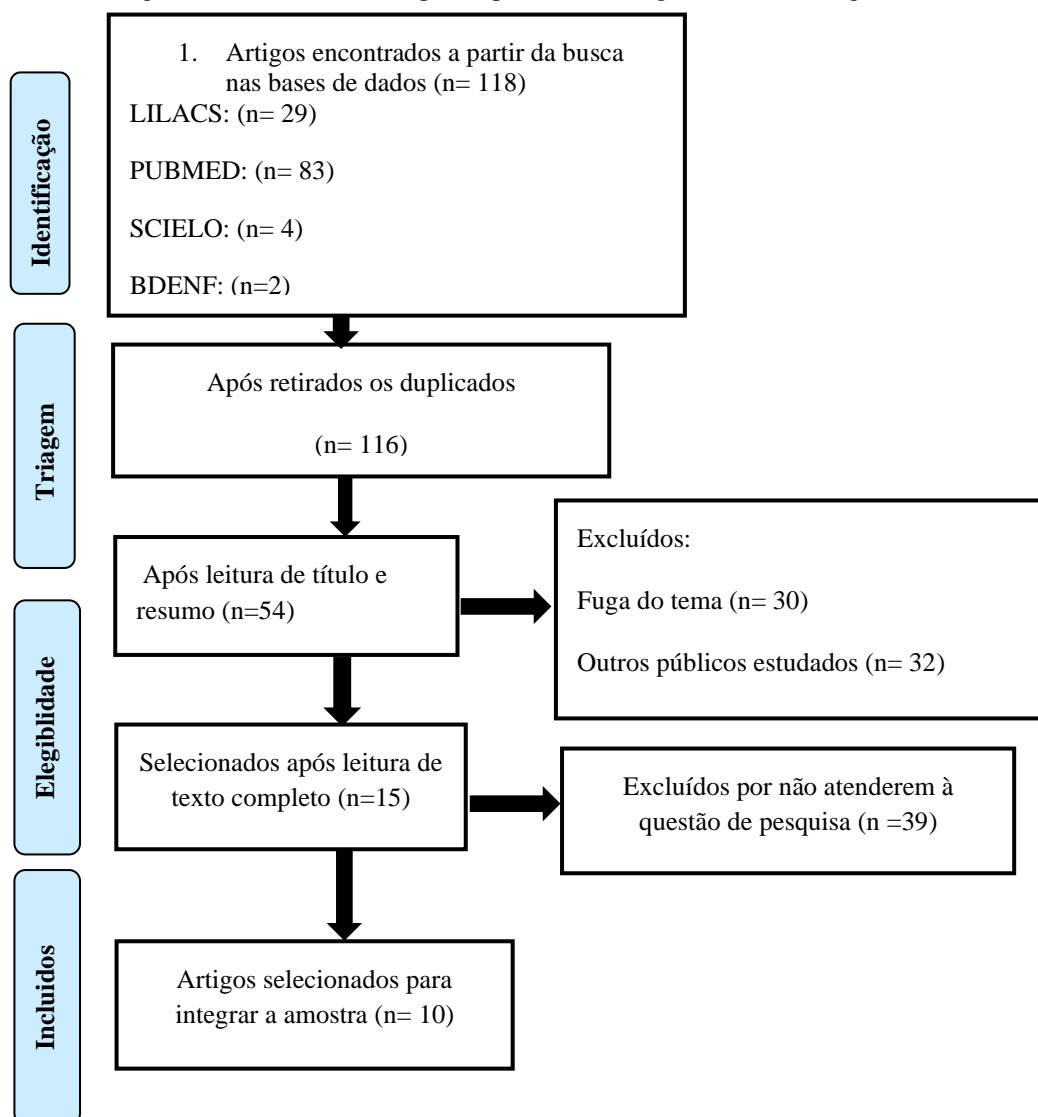 Identificação
1. Artigos encontrados a partir da busca
nas bases de dados (n= 118)
LILACS: (n= 29)
PUBMED: (n= 83)
SCIELO: (n= 4)
BDENF: (n=2)
Triagem
Após retirados os duplicados
(n= 116)
Após leitura de título e
resumo (n=54)
Excluídos:
Fuga do tema (n= 30)
Outros públicos estudados (n= 32)
Elegiblidade
Selecionados após leitura de
texto completo (n=15)
Excluídos por não atenderem à
questão de pesquisa (n =39)
Incluidos
Artigos selecionados para
integrar a amostra (n= 10)